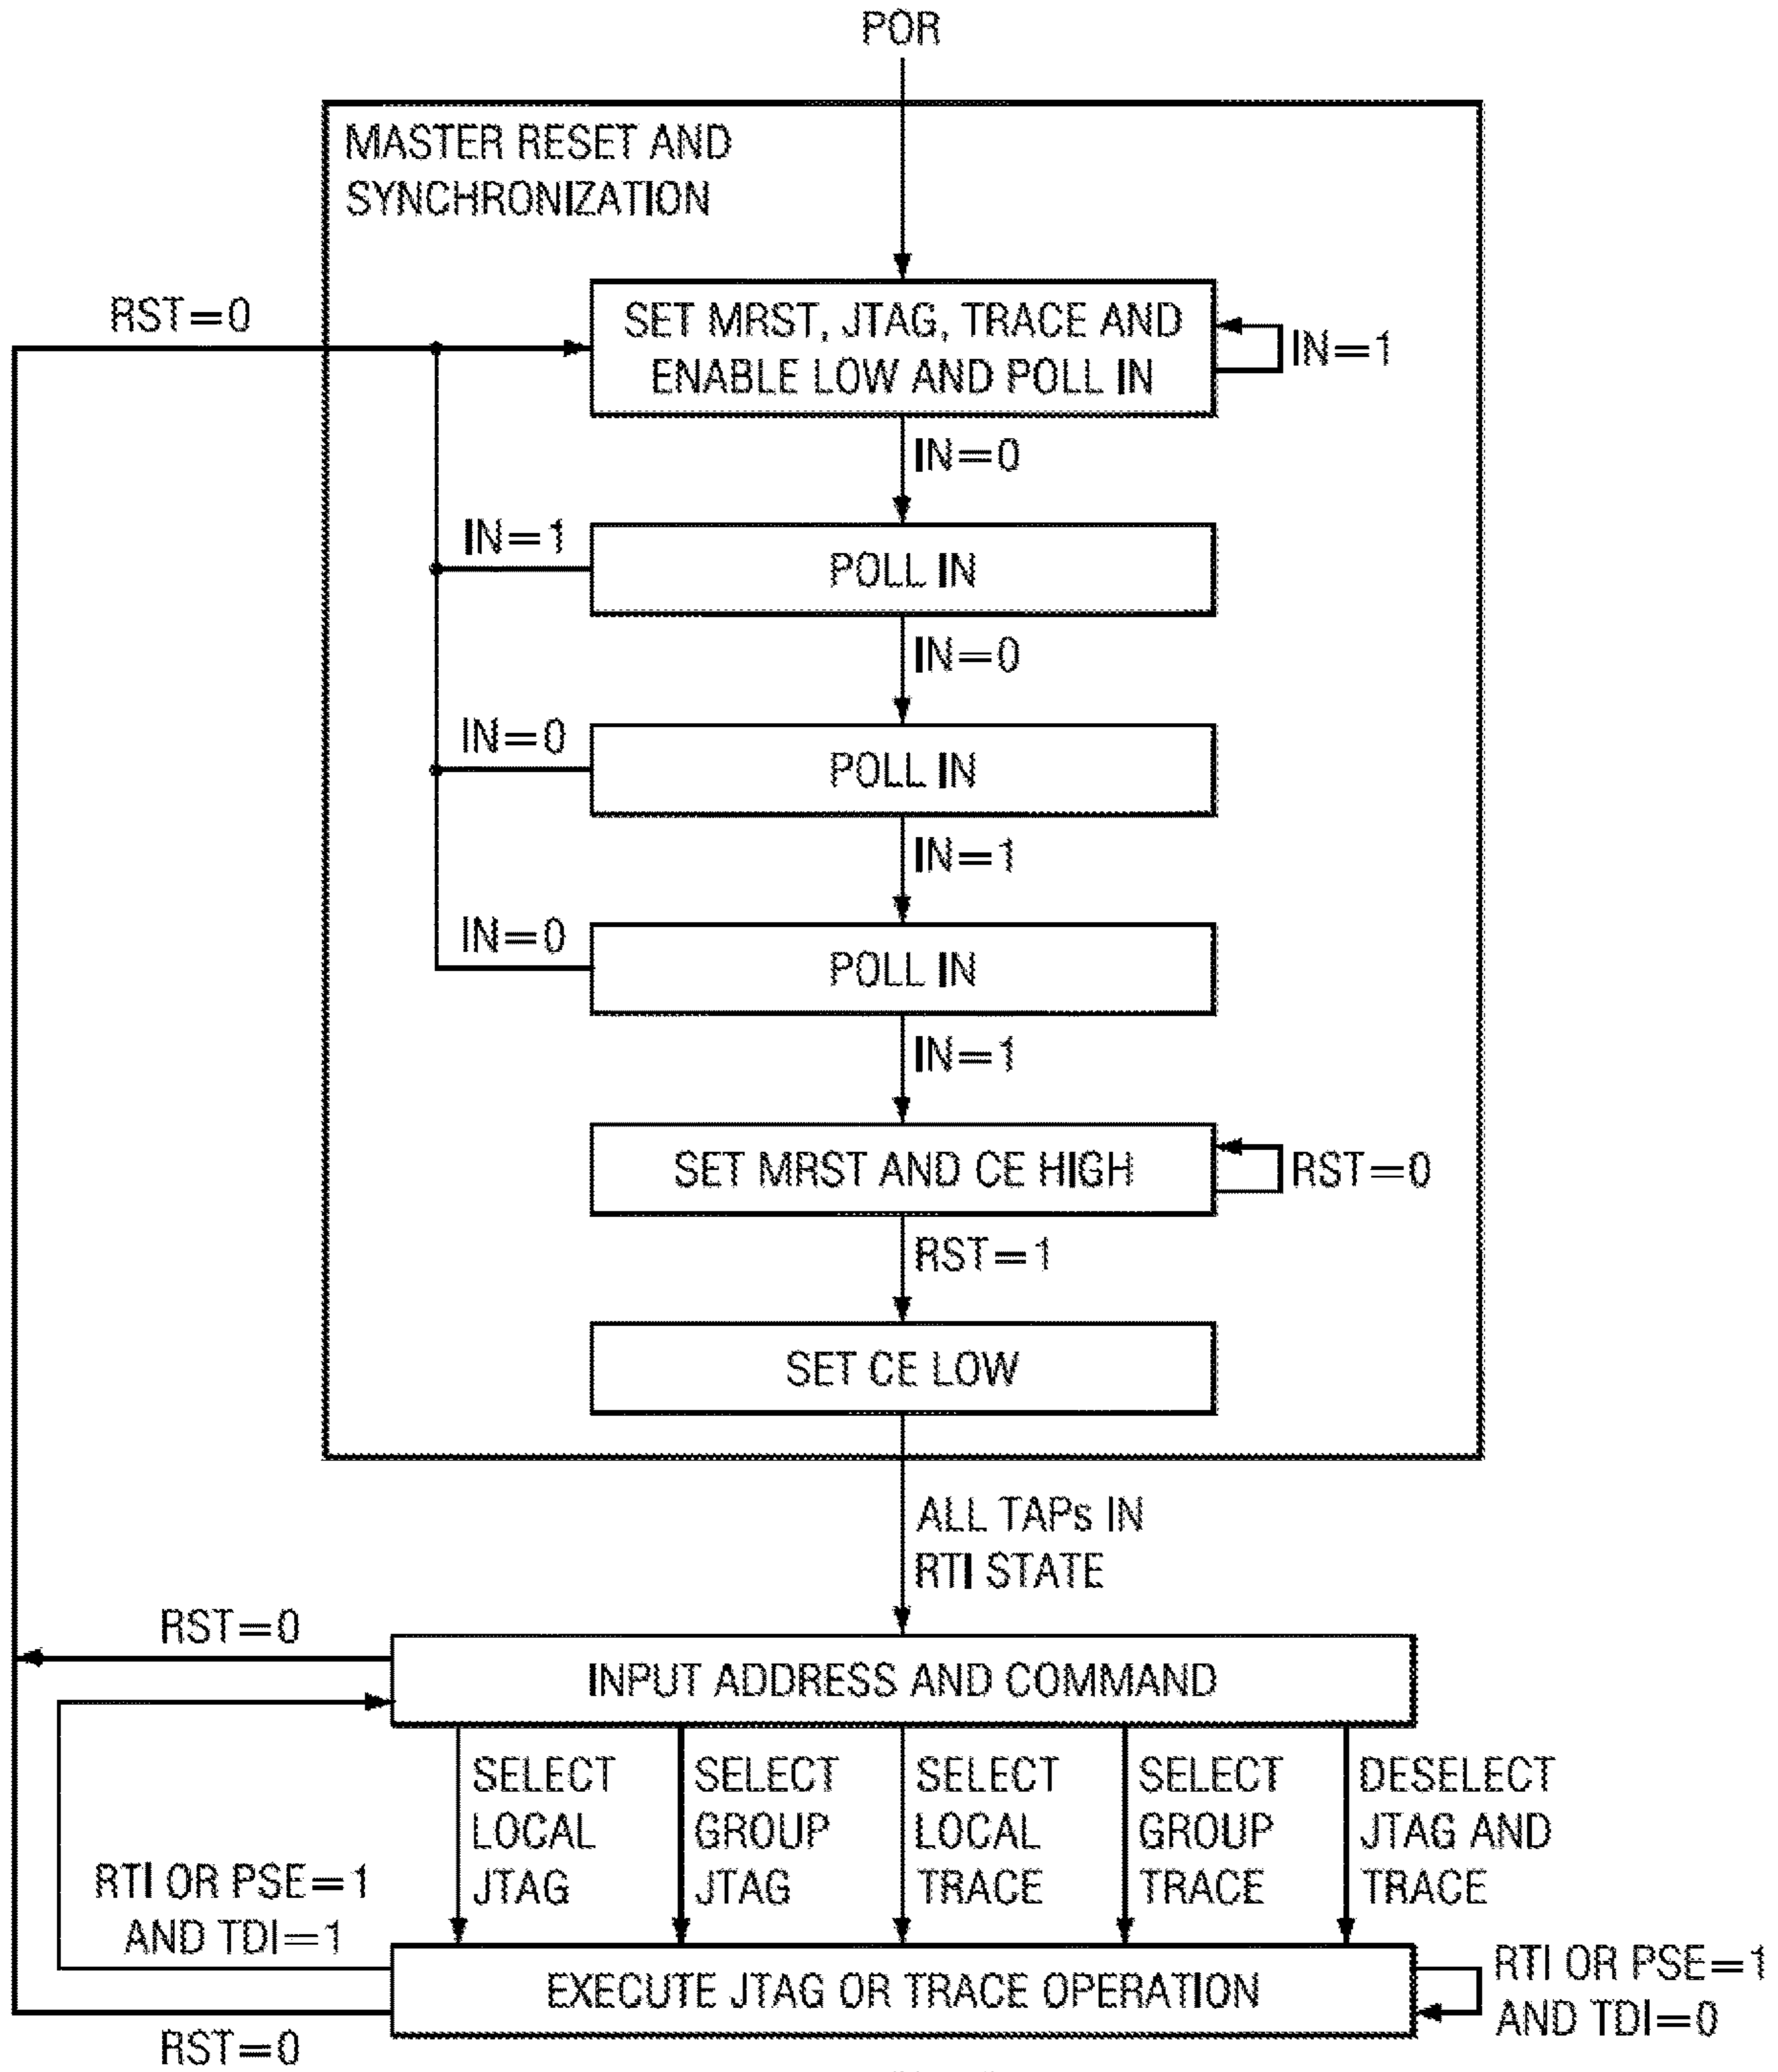 POR
MASTER RESET AND
SYNCHRONIZATION
RST=0
SET MRST, JTAG, TRACE AND
ENABLE LOW AND POLL IN
IN=1
IN=0
IN=1
POLL IN
IN=0
IN=0
POLL IN
IN=1
IN=0
POLL IN
IN=1
SET MRST AND CE HIGH
RST=0
RST=1
SET CE LOW
ALL TAPs IN
RTI STATE
RST=0
INPUT ADDRESS AND COMMAND
SELECT
LOCAL
JTAG
SELECT
GROUP
JTAG
SELECT
LOCAL
TRACE
SELECT
GROUP
TRACE
DESELECT
JTAG AND
TRACE
RTI OR PSE=1
AND TDI=1
EXECUTE JTAG OR TRACE OPERATION
RTI OR PSE=1
AND TDI=0
RST=0